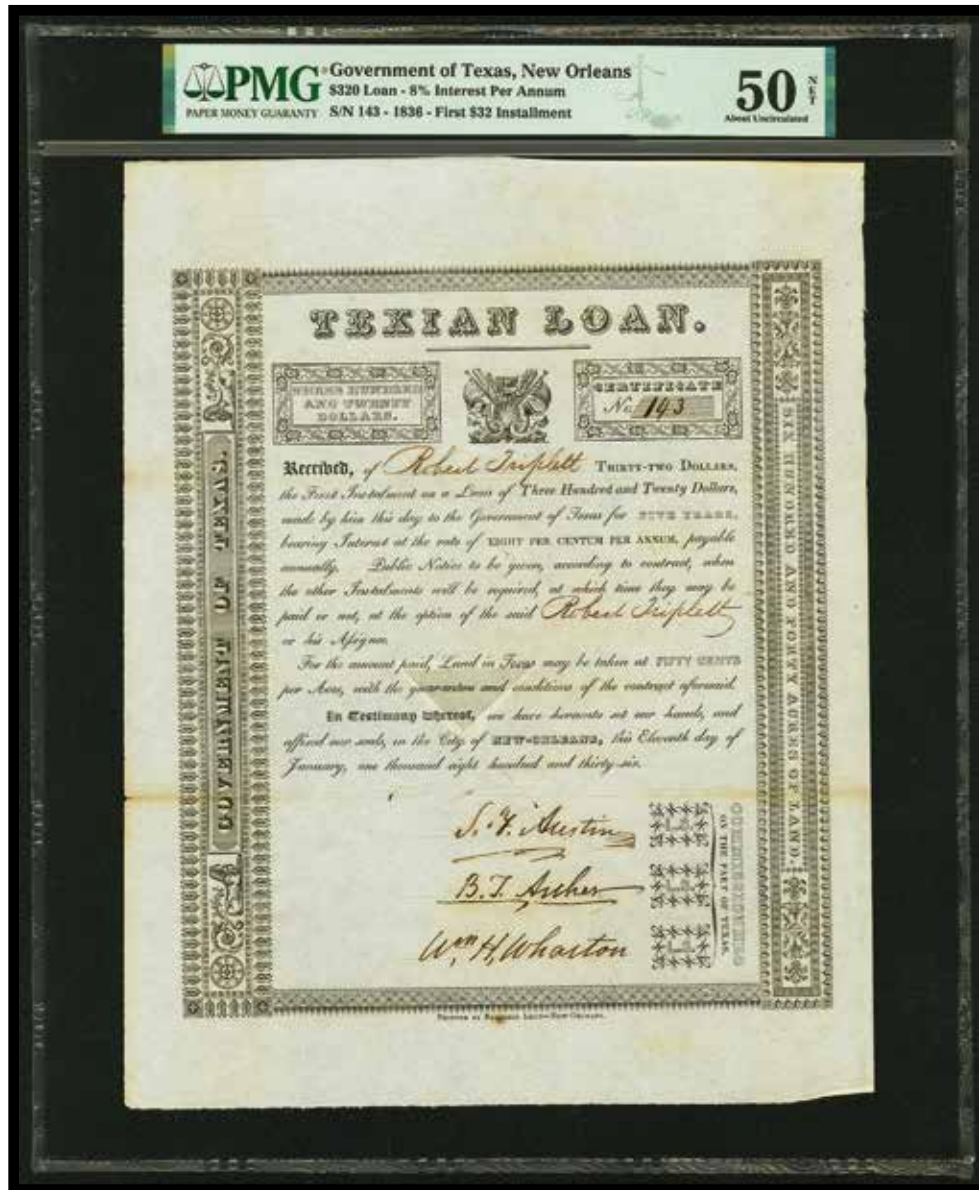 PMG
PAPER MONEY GUARANTY
Government of Texas, New Orleans
$320 Loan - 8% Interest Per Annum
S/N 143 - 1836 - First $32 Installment
50 NET
About Uncirculated
TEXIAN LOAN.
THREE HUNDRED
AND TWENTY
DOLLARS.
CERTIFICATE
No. 143
Received, of Robert Triplett THIRTY-TWO DOLLARS,
the First Instalment on a Loan of Three Hundred and Twenty Dollars,
made by him this day to the Government of Texas for FIVE YEARS,
bearing Interest at the rate of EIGHT PER CENTUM PER ANNUM, payable
annually. Public Notice to be given, according to contract, when
the other Instalments will be required, at which time they may be
paid or not, at the option of the said Robert Triplett
or his Assigns.
For the amount paid, Land in Texas may be taken at FIFTY CENTS
per Acre, with the guarantees and conditions of the contract aforesaid.
In Testimony whereof, we have hereunto set our hands, and
affixed our seals, in the City of NEW-ORLEANS, this Eleventh day of
January, one thousand eight hundred and thirty-six.
S. F. Austin
B. T. Archer
Wm H. Wharton
COMMISSIONERS
ON THE PART OF TEXAS.
GOVERNMENT OF TEXAS.
SIX HUNDRED AND FORTY ACRES OF LAND.
PRINTED BY LEVY—NEW-ORLEANS.